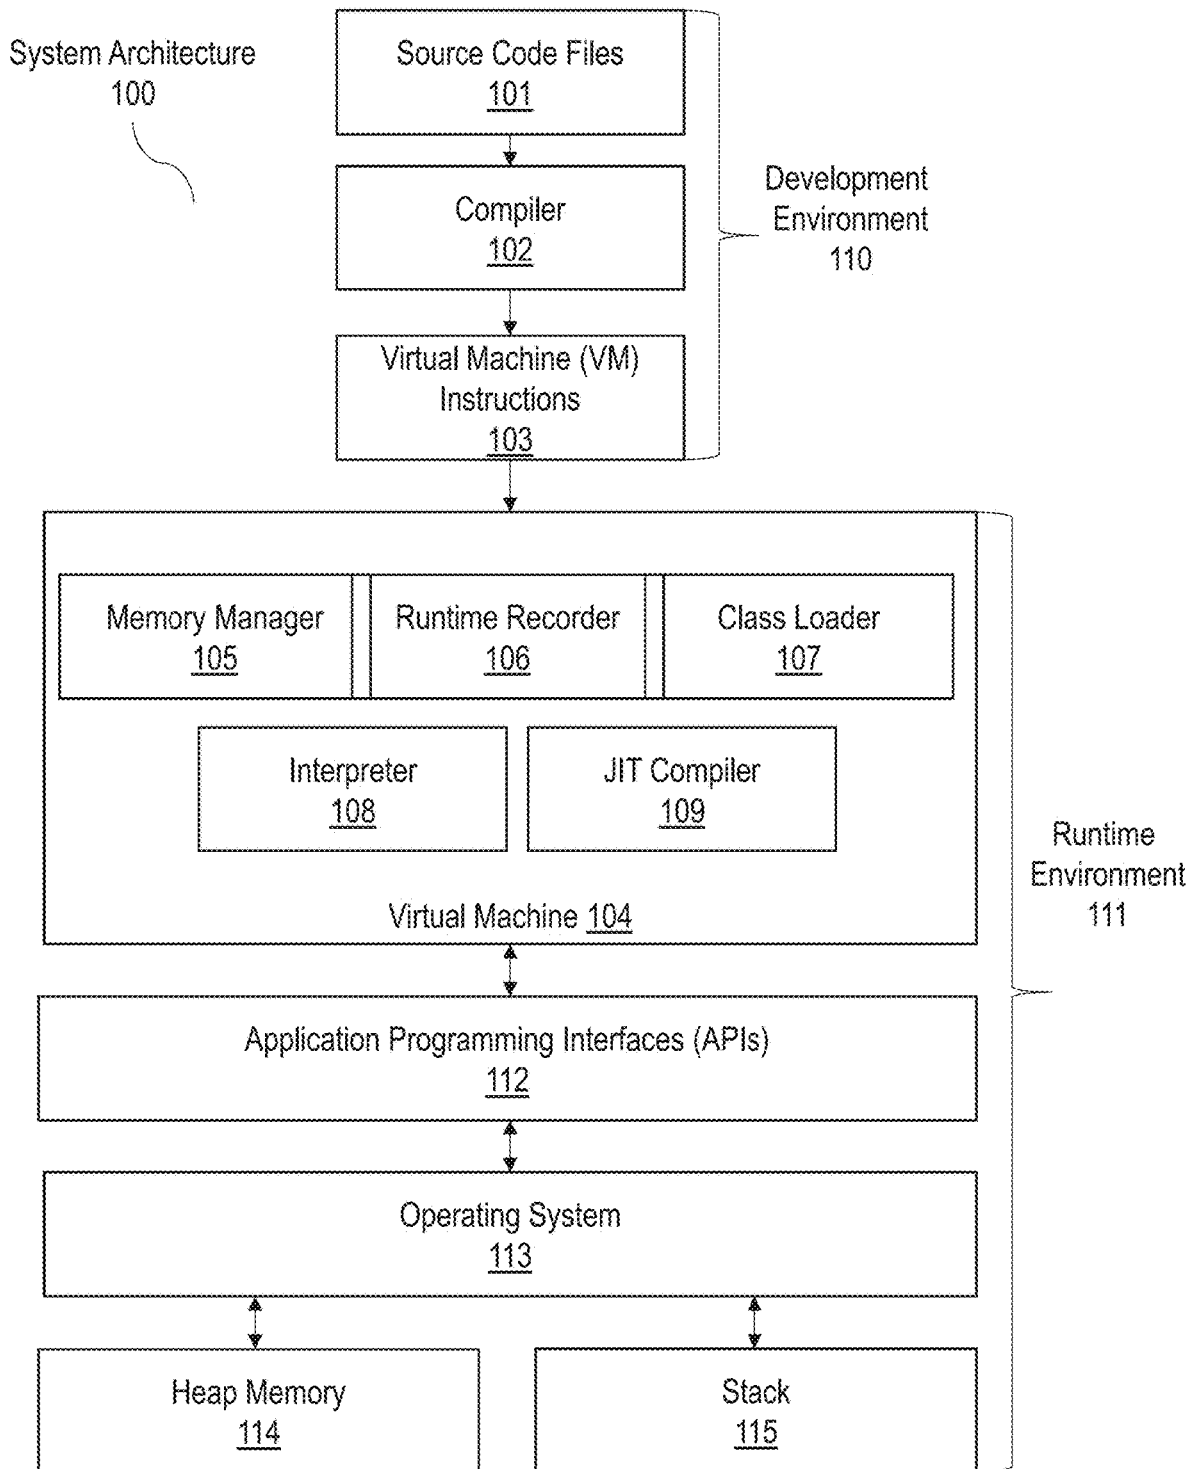 System Architecture
100
Source Code Files
101
Compiler
102
Development
Environment
110
Virtual Machine (VM)
Instructions
103
Memory Manager
105
Runtime Recorder
106
Class Loader
107
Interpreter
108
JIT Compiler
109
Virtual Machine 104
Runtime
Environment
111
Application Programming Interfaces (APIs)
112
Operating System
113
Heap Memory
114
Stack
115